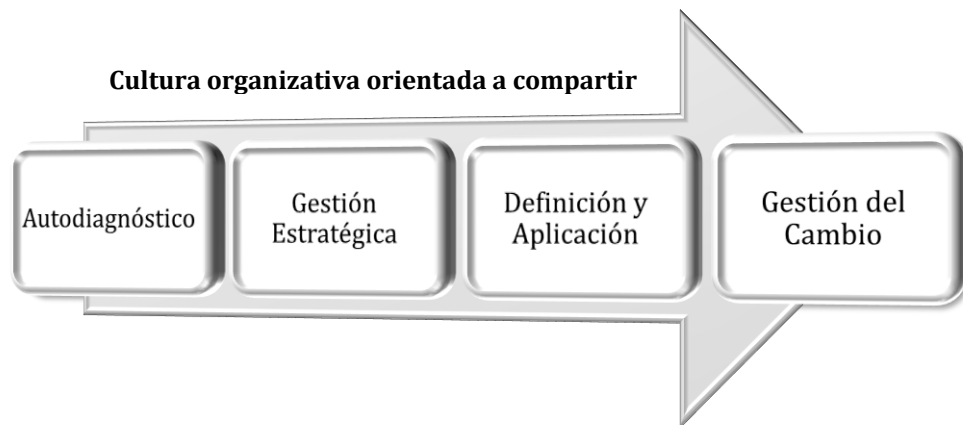 Cultura organizativa orientada a compartir
Autodiagnóstico
Gestión
Estratégica
Definición y
Aplicación
Gestión del
Cambio